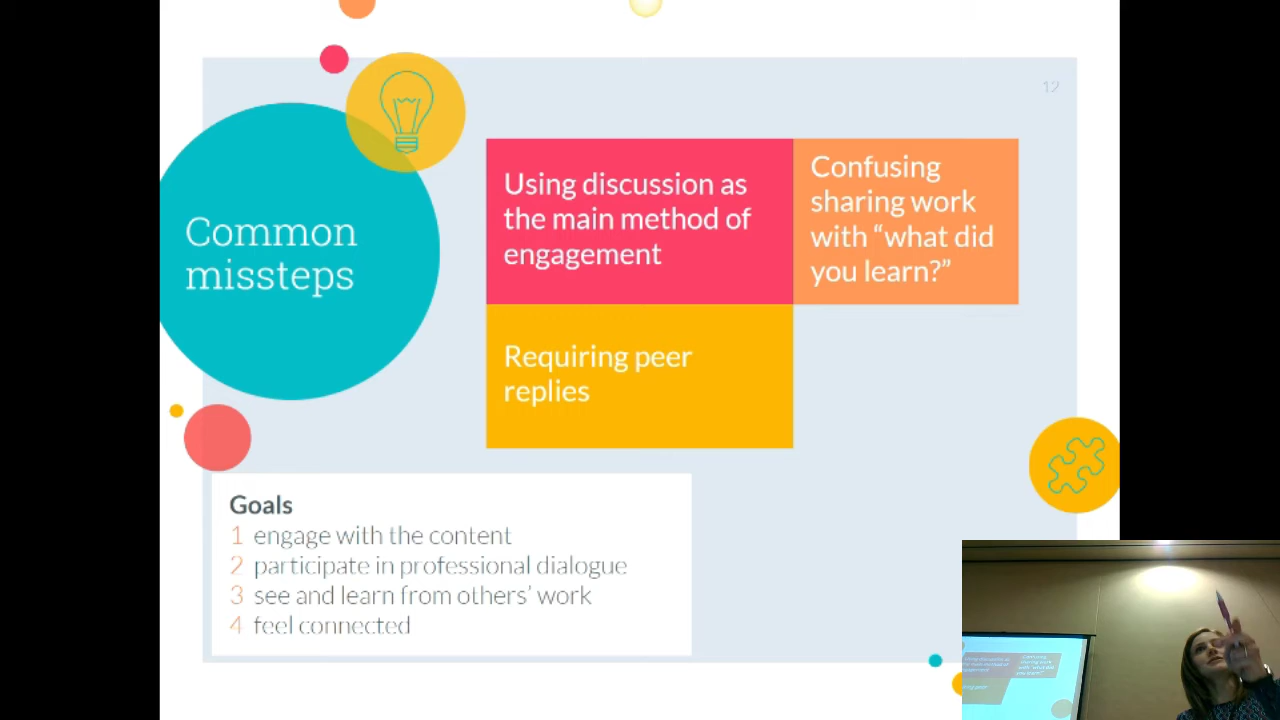 12
Common
missteps
Using discussion as
the main method of
engagement
Confusing
sharing work
with “what did
you learn?”
Requiring peer
replies
Goals
1 engage with the content
2 participate in professional dialogue
3 see and learn from others’ work
4 feel connected